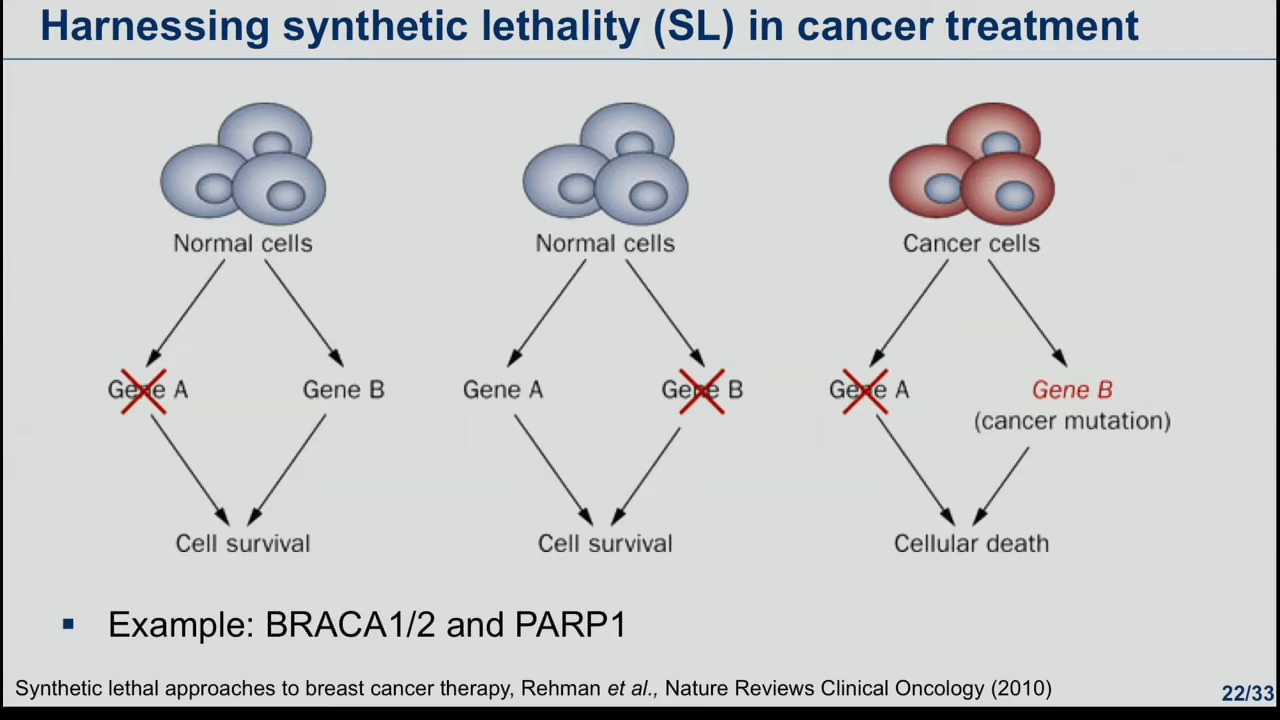 Harnessing synthetic lethality (SL) in cancer treatment
Normal cells
Normal cells
Cancer cells
Gene A
Gene B
Gene A
Gene B
Gene A
Gene B
(cancer mutation)
Cell survival
Cell survival
Cellular death
▪ Example: BRACA1/2 and PARP1
Synthetic lethal approaches to breast cancer therapy, Rehman et al., Nature Reviews Clinical Oncology (2010)
22/33